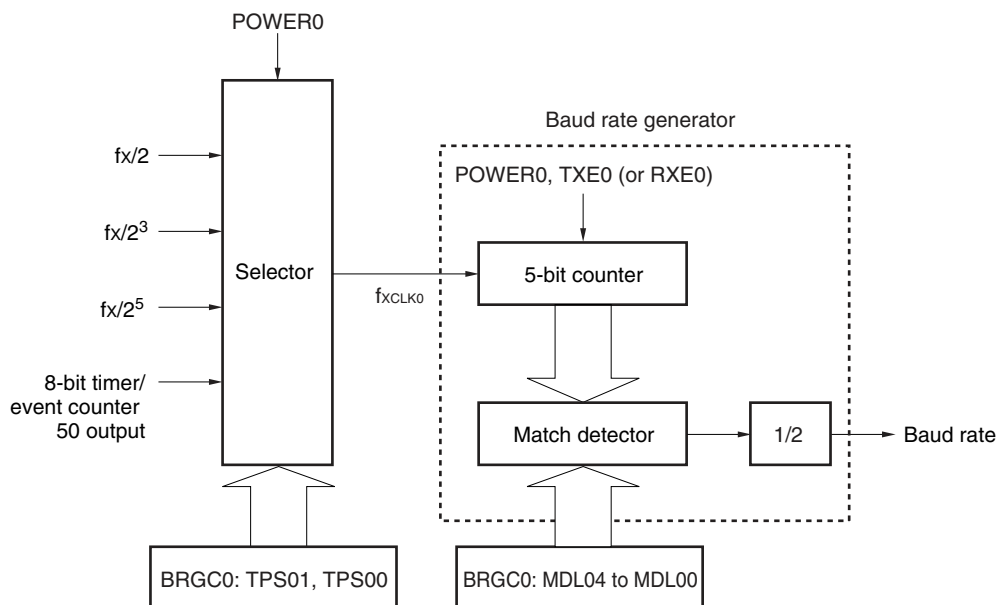 POWER0
Baud rate generator
fx/2
POWER0, TXE0 (or RXE0)
fx/2³
Selector
5-bit counter
fXCLK0
fx/2⁵
8-bit timer/
event counter
50 output
Match detector
1/2
Baud rate
BRGC0: TPS01, TPS00
BRGC0: MDL04 to MDL00